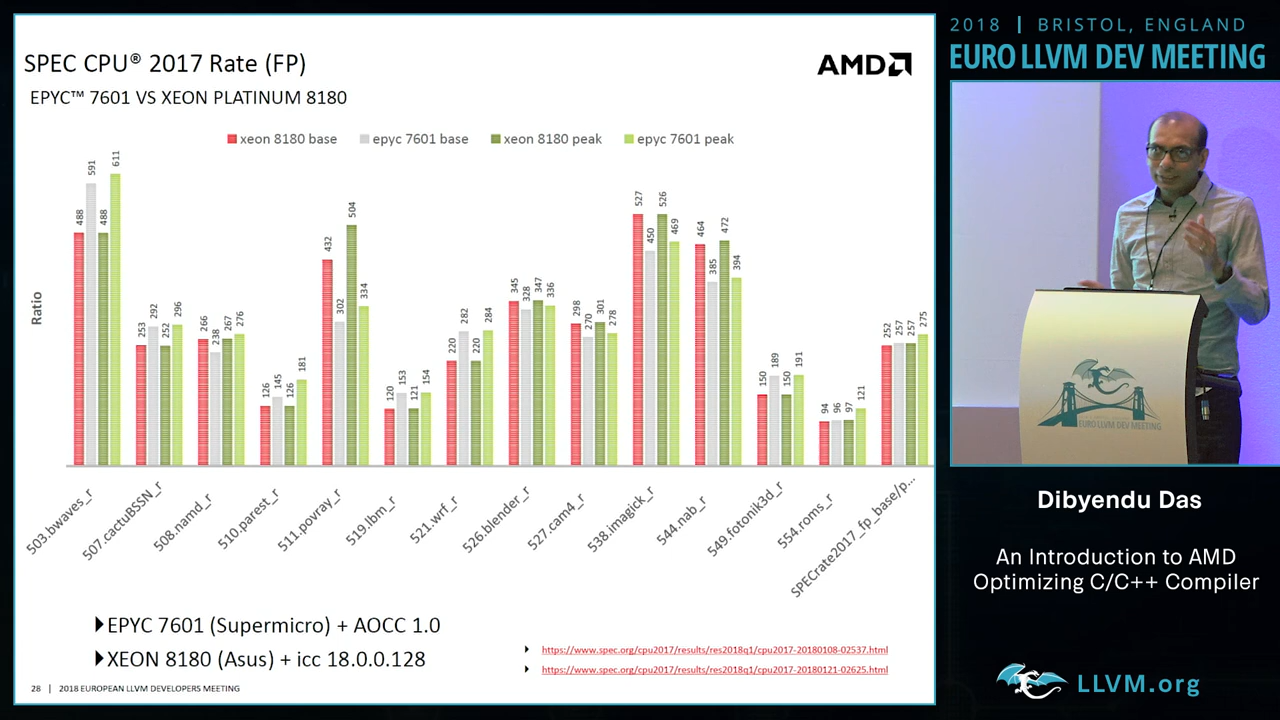 SPEC CPU® 2017 Rate (FP)
AMD
EPYC™ 7601 VS XEON PLATINUM 8180
xeon 8180 base epyc 7601 base xeon 8180 peak epyc 7601 peak
Ratio
488 591 488 611
253 292 252 296
266 238 267 276
126 145 126 181
432 302 504 334
120 153 121 154
220 282 220 284
345 328 347 336
298 270 301 278
527 450 526 469
464 385 472 394
150 189 150 191
94 96 97 121
252 257 257 275
503.bwaves_r
507.cactuBSSN_r
508.namd_r
510.parest_r
511.povray_r
519.lbm_r
521.wrf_r
526.blender_r
527.cam4_r
538.imagick_r
544.nab_r
549.fotonik3d_r
554.roms_r
SPECrate2017_fp_base/p...
EPYC 7601 (Supermicro) + AOCC 1.0
XEON 8180 (Asus) + icc 18.0.0.128
https://www.spec.org/cpu2017/results/res2018q1/cpu2017-20180108-02537.html
https://www.spec.org/cpu2017/results/res2018q1/cpu2017-20180121-02625.html
28 | 2018 EUROPEAN LLVM DEVELOPERS MEETING
2018 | BRISTOL, ENGLAND
EURO LLVM DEV MEETING
EURO LLVM DEV MEETING
Dibyendu Das
An Introduction to AMD
Optimizing C/C++ Compiler
LLVM.org